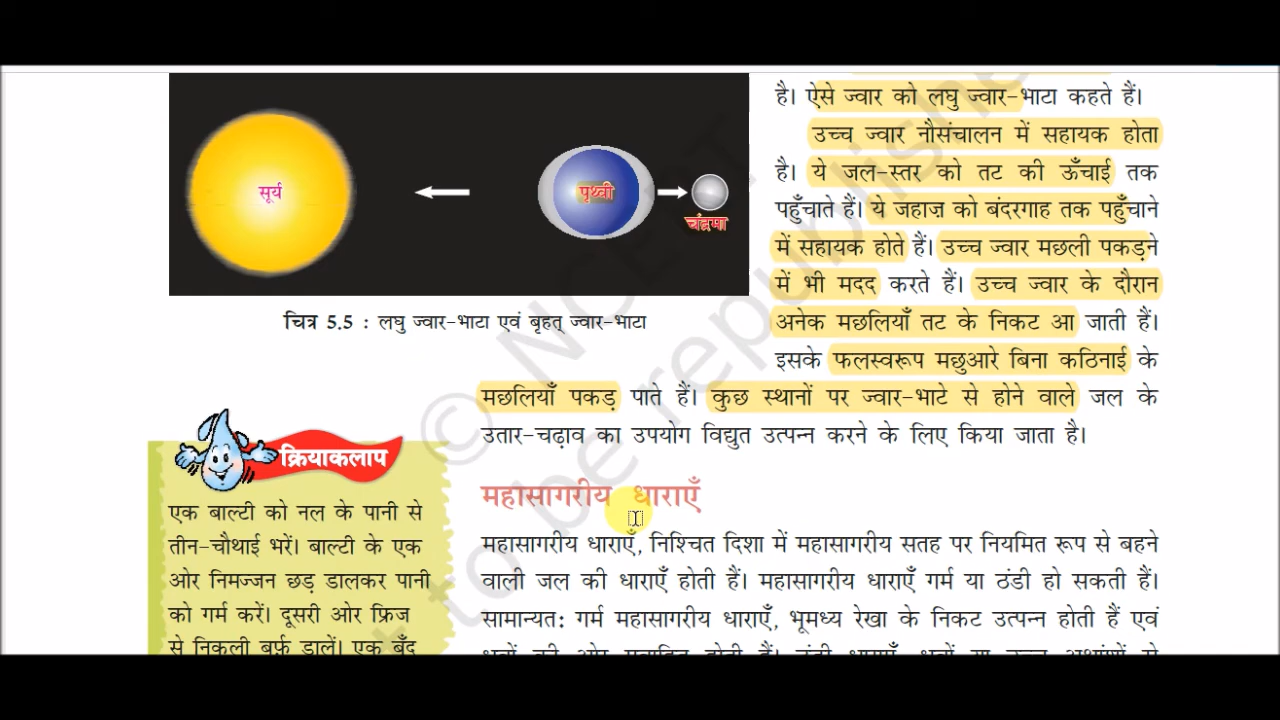 सूर्य
पृथ्वी
चंद्रमा
चित्र 5.5 : लघु ज्वार-भाटा एवं बृहत् ज्वार-भाटा
है। ऐसे ज्वार को लघु ज्वार-भाटा कहते हैं।
उच्च ज्वार नौसंचालन में सहायक होता
है। ये जल-स्तर को तट की ऊँचाई तक
पहुँचाते हैं। ये जहाज़ को बंदरगाह तक पहुँचाने
में सहायक होते हैं। उच्च ज्वार मछली पकड़ने
में भी मदद करते हैं। उच्च ज्वार के दौरान
अनेक मछलियाँ तट के निकट आ जाती हैं।
इसके फलस्वरूप मछुआरे बिना कठिनाई के
मछलियाँ पकड़ पाते हैं। कुछ स्थानों पर ज्वार-भाटे से होने वाले जल के
उतार-चढ़ाव का उपयोग विद्युत उत्पन्न करने के लिए किया जाता है।
महासागरीय धाराएँ
महासागरीय धाराएँ, निश्चित दिशा में महासागरीय सतह पर नियमित रूप से बहने
वाली जल की धाराएँ होती हैं। महासागरीय धाराएँ गर्म या ठंडी हो सकती हैं।
सामान्यत: गर्म महासागरीय धाराएँ, भूमध्य रेखा के निकट उत्पन्न होती हैं एवं
क्रियाकलाप
एक बाल्टी को नल के पानी से
तीन-चौथाई भरें। बाल्टी के एक
ओर निमज्जन छड़ डालकर पानी
को गर्म करें। दूसरी ओर फ्रिज
से निकली बर्फ़ डालें। एक बूँद
© NCERT
to be republished